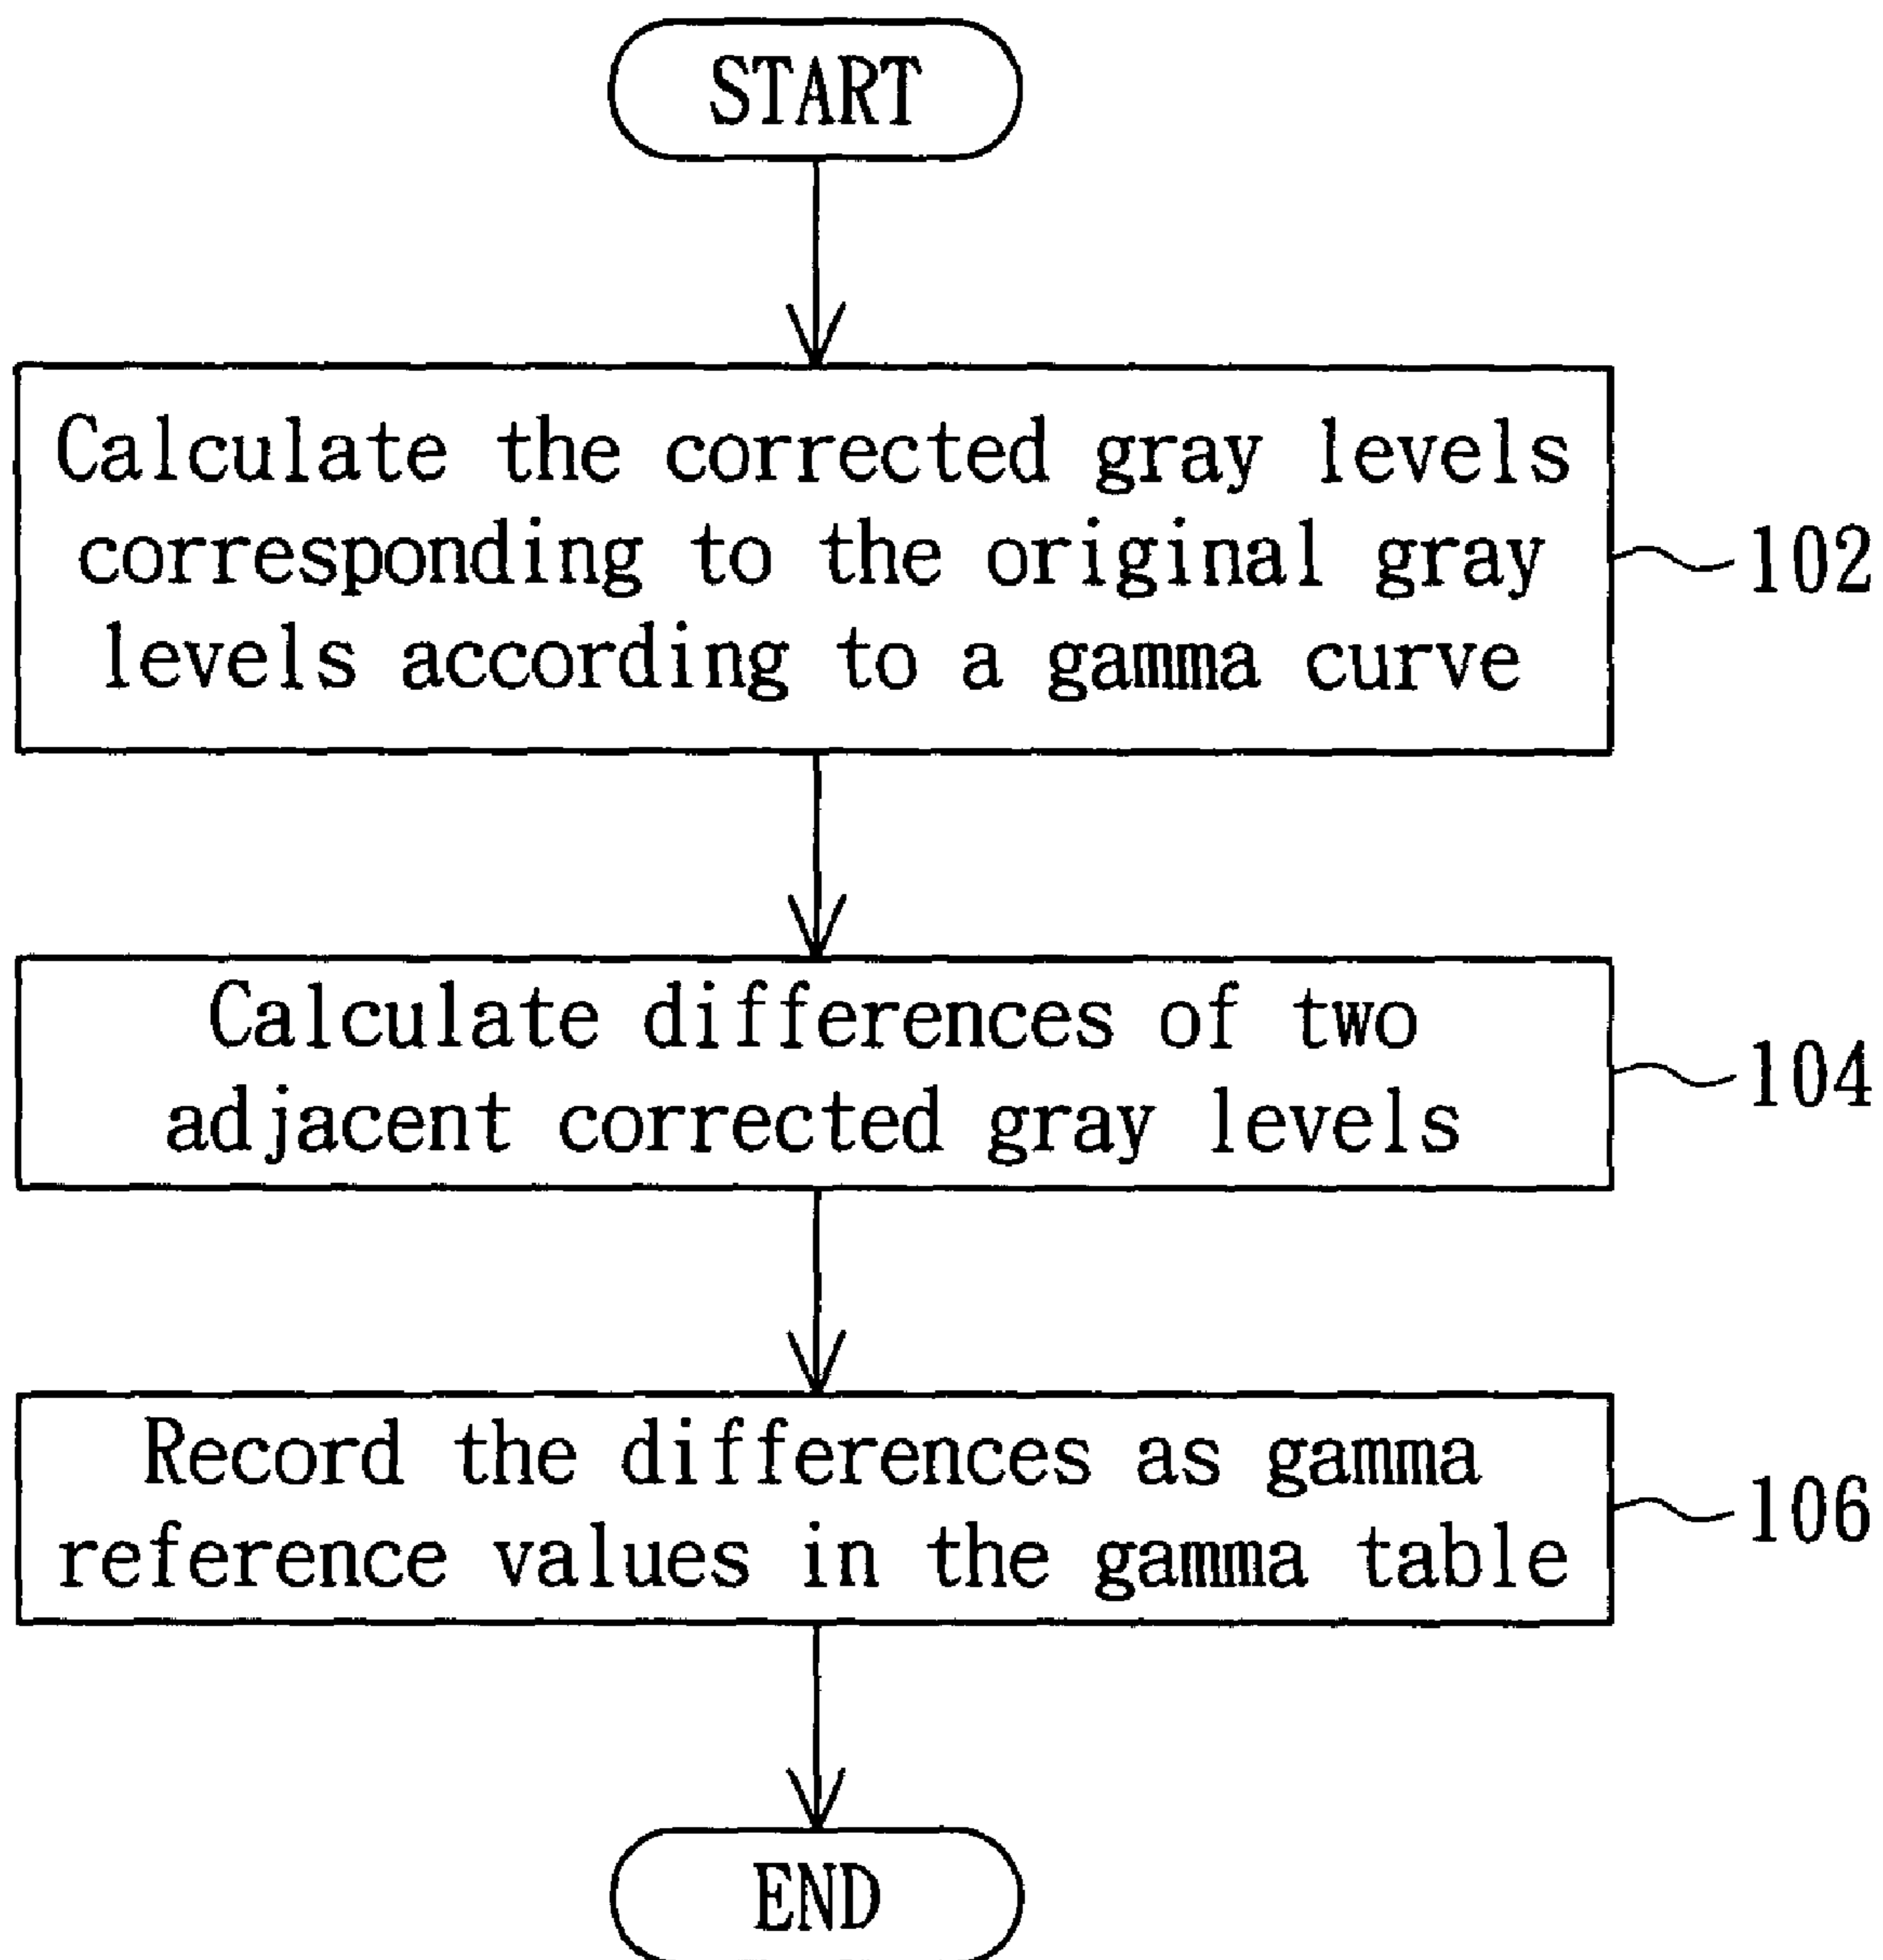 START
Calculate the corrected gray levels
corresponding to the original gray
levels according to a gamma curve
102
Calculate differences of two
adjacent corrected gray levels
104
Record the differences as gamma
reference values in the gamma table
106
END